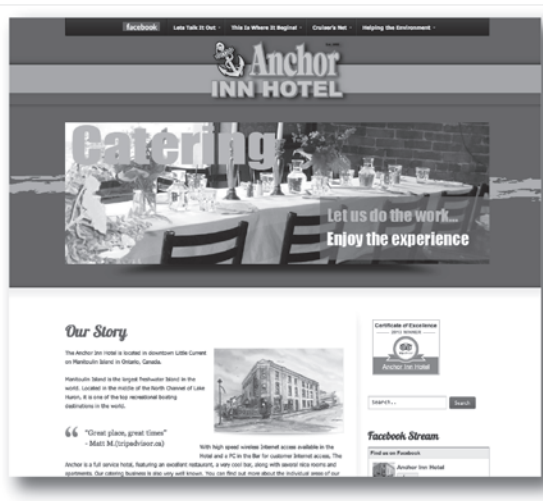 facebook Lets Talk It Out This Is Where It Begins! Cruiser's Net Helping the Environment
Anchor
INN HOTEL
Catering
Let us do the work...
Enjoy the experience
Our Story
The Anchor Inn Hotel is located in downtown Little Current
on Manitoulin Island in Ontario, Canada.
Manitoulin Island is the largest freshwater island in the
world. Located in the middle of the North Channel of Lake
Huron, it is one of the top recreational boating
destinations in the world.
“Great place, great times”
- Matt M.(tripadvisor.ca)
With high speed wireless Internet access available in the
Hotel and a PC in the Bar for customer Internet access, The
Anchor is a full service hotel, featuring an excellent restaurant, a very cool bar, along with several nice rooms and
apartments. Our catering business is also very well known. You can find out more about the individual areas of our
Certificate of Excellence
2013 WINNER
Anchor Inn Hotel
Search... Search
Facebook Stream
Find us on Facebook
Anchor Inn Hotel